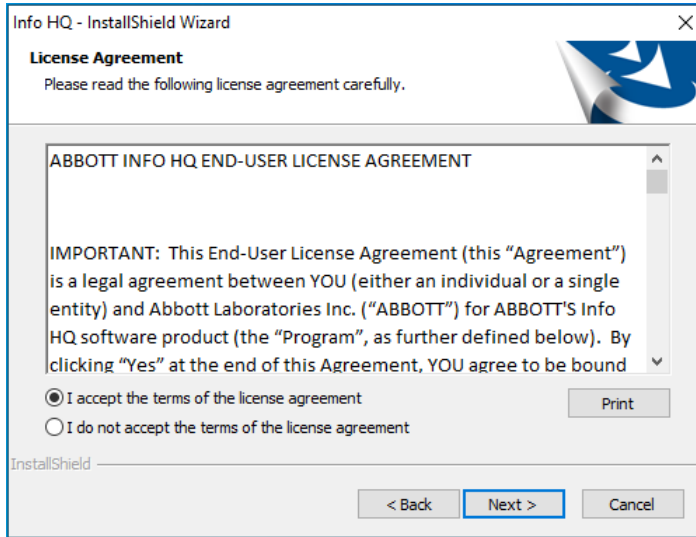 Info HQ - InstallShield Wizard
License Agreement
Please read the following license agreement carefully.
ABBOTT INFO HQ END-USER LICENSE AGREEMENT
IMPORTANT:  This End-User License Agreement (this “Agreement”)
is a legal agreement between YOU (either an individual or a single
entity) and Abbott Laboratories Inc. (“ABBOTT”) for ABBOTT'S Info
HQ software product (the “Program”, as further defined below).  By
clicking “Yes” at the end of this Agreement, YOU agree to be bound
I accept the terms of the license agreement
Print
I do not accept the terms of the license agreement
InstallShield
< Back
Next >
Cancel